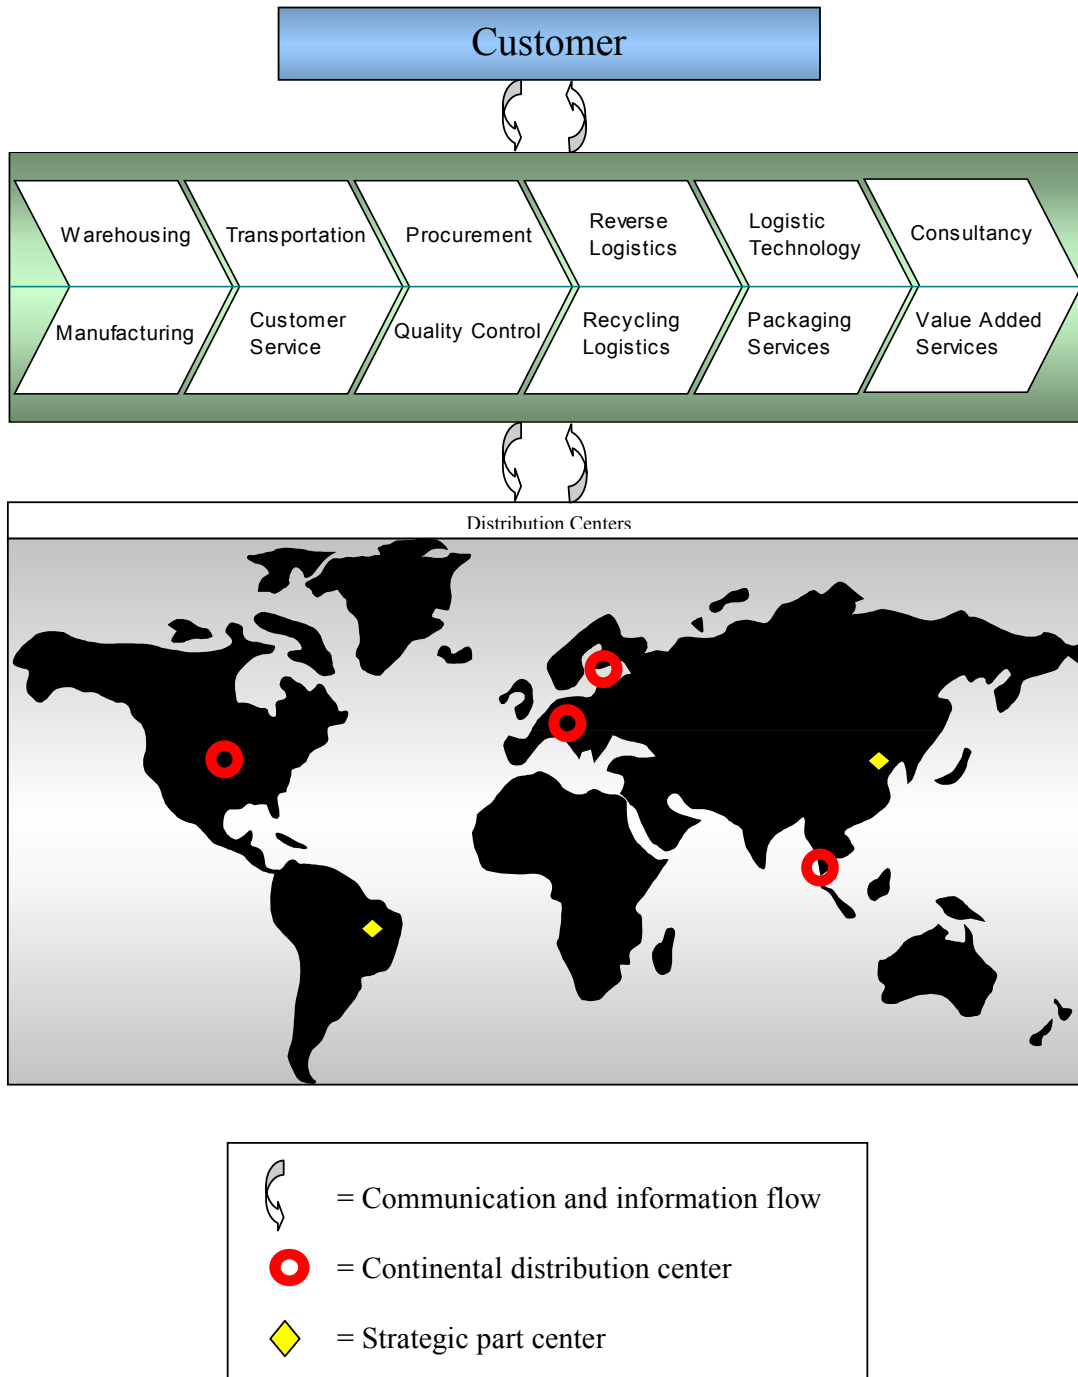 Customer
Warehousing
Transportation
Procurement
Reverse
Logistics
Logistic
Technology
Consultancy
Manufacturing
Customer
Service
Quality Control
Recycling
Logistics
Packaging
Services
Value Added
Services
Distribution Centers
= Communication and information flow
= Continental distribution center
= Strategic part center